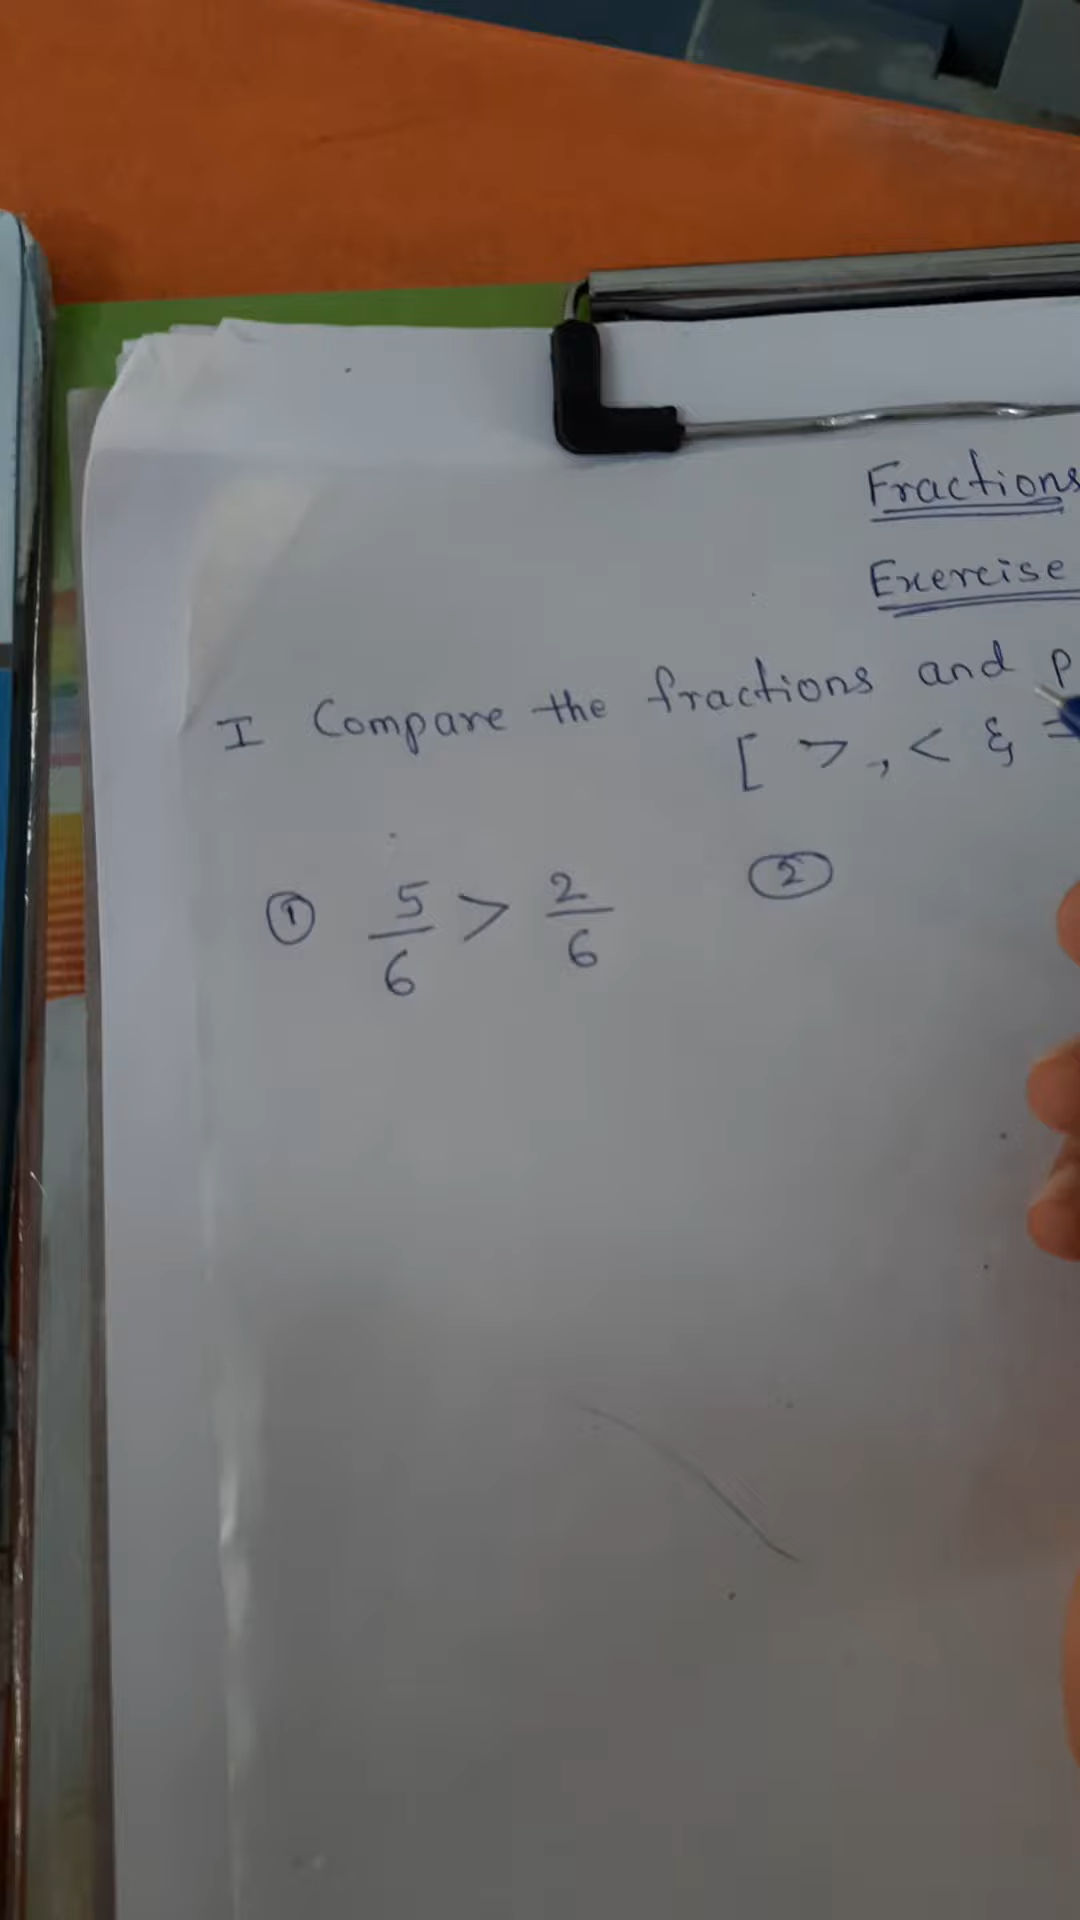 Fractions
Exercise
I Compare the fractions and
[ >, < & =
① 5/6 > 2/6 ②